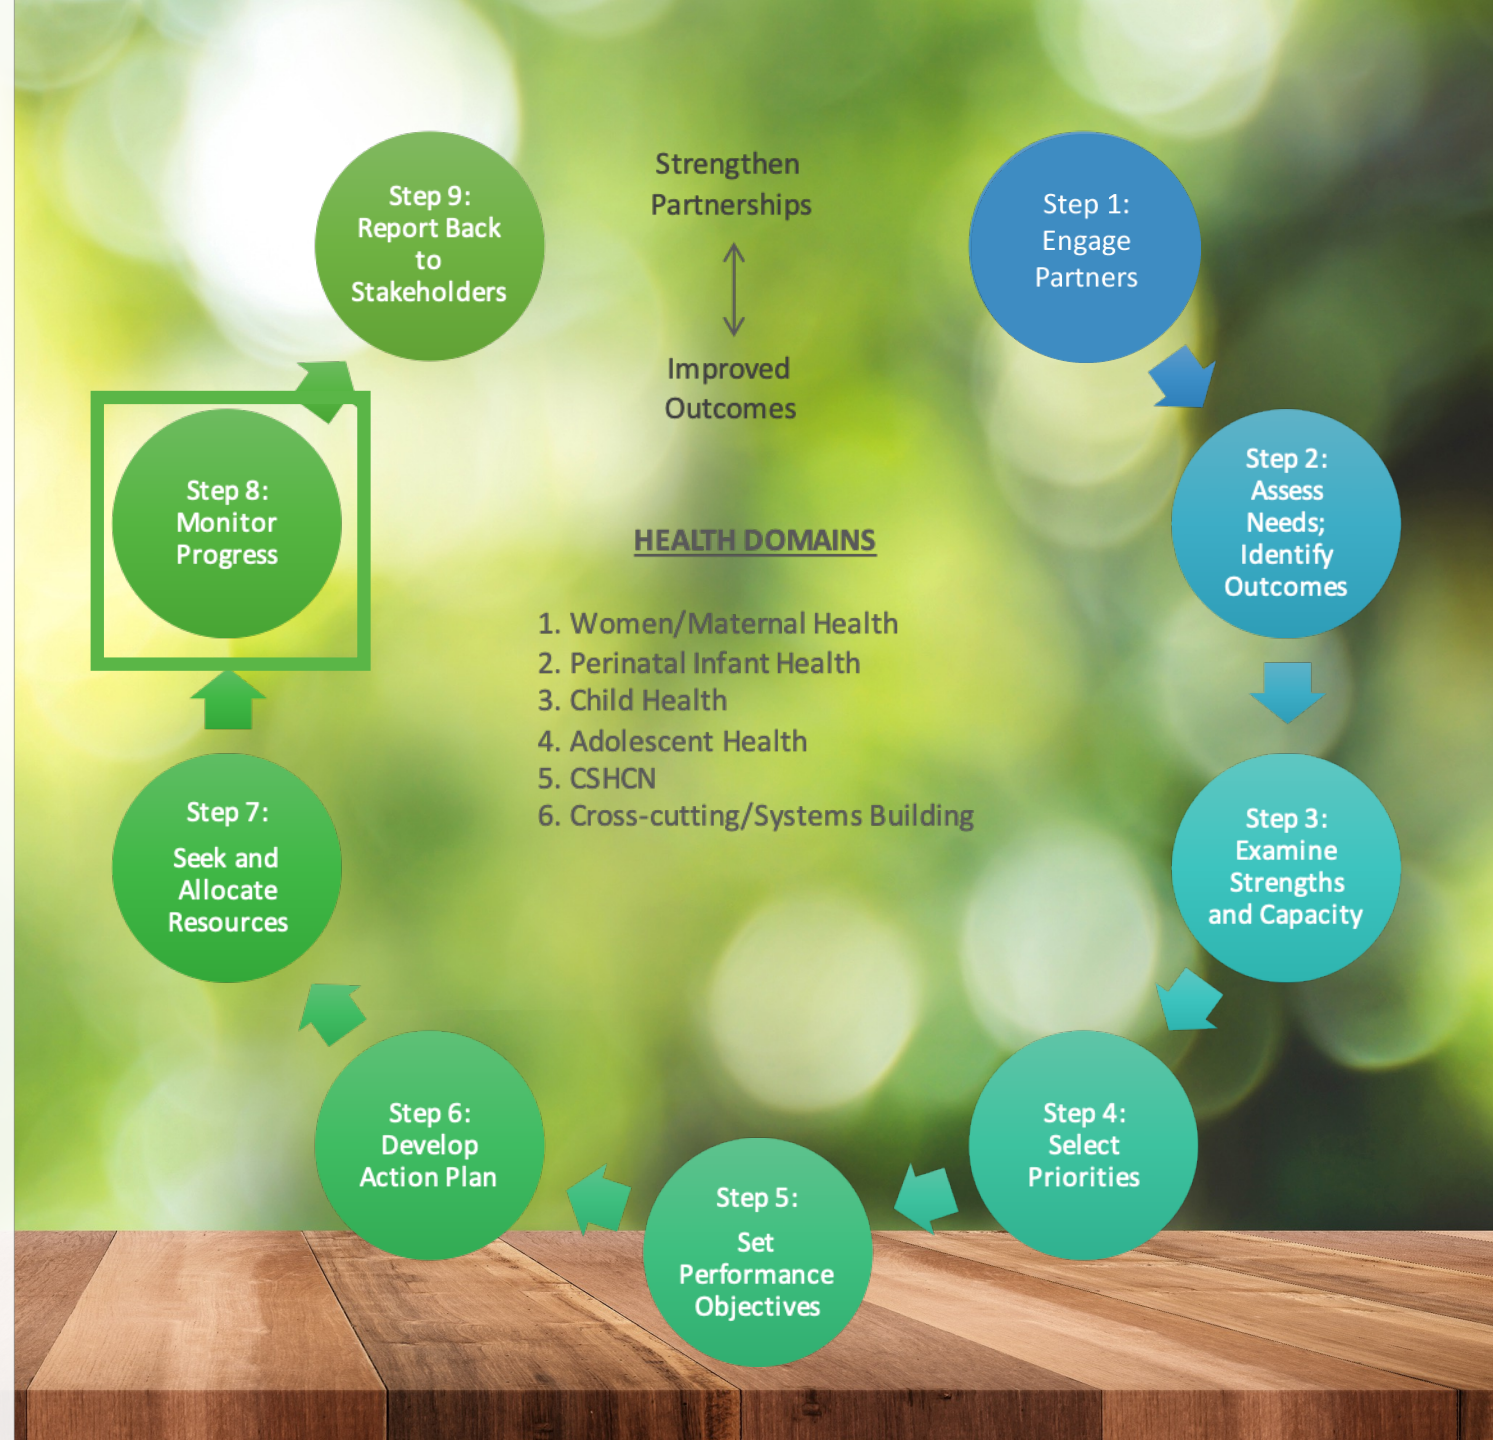 Strengthen
Partnerships
Improved
Outcomes
Step 1:
Engage
Partners
Step 2:
Assess
Needs;
Identify
Outcomes
Step 3:
Examine
Strengths
and Capacity
Step 4:
Select
Priorities
Step 5:
Set
Performance
Objectives
Step 6:
Develop
Action Plan
Step 7:
Seek and
Allocate
Resources
Step 8:
Monitor
Progress
Step 9:
Report Back
to
Stakeholders
HEALTH DOMAINS
1. Women/Maternal Health
2. Perinatal Infant Health
3. Child Health
4. Adolescent Health
5. CSHCN
6. Cross-cutting/Systems Building